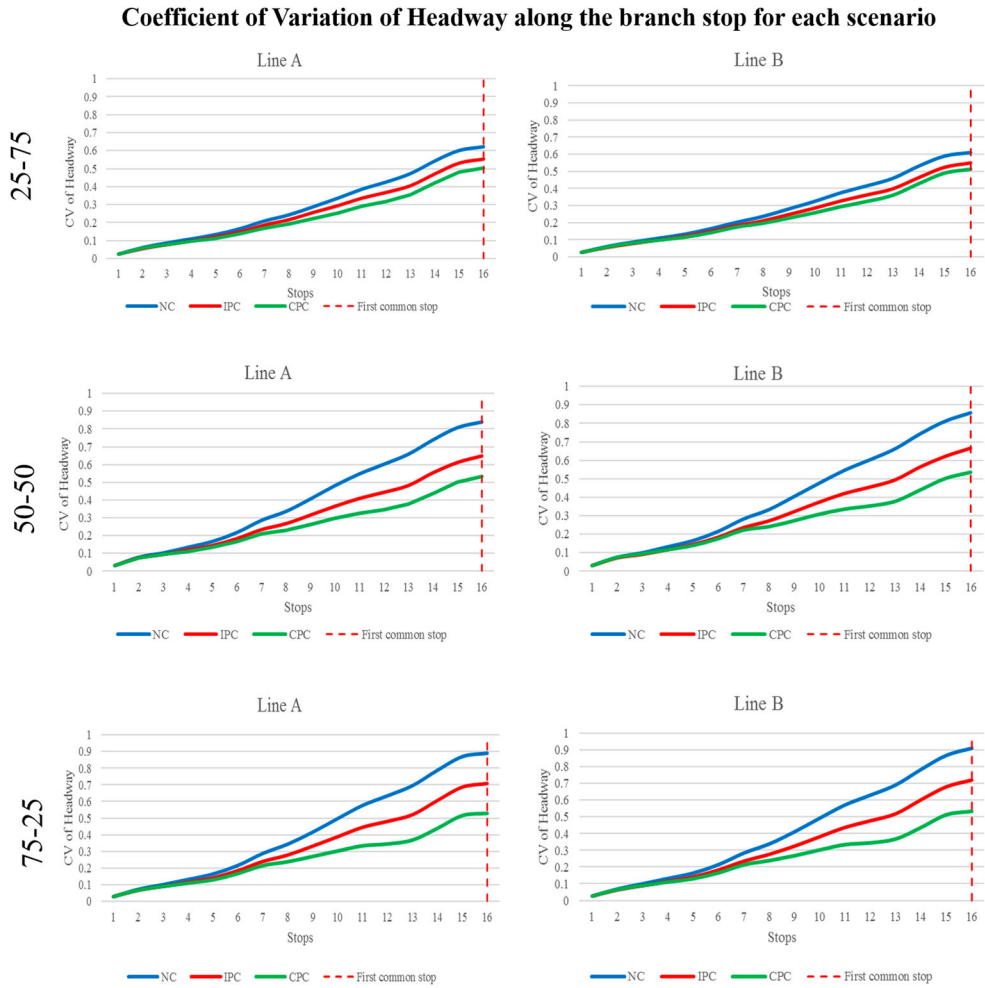 Coefficient of Variation of Headway along the branch stop for each scenario
25-75
Line A
CV of Headway
1
0.9
0.8
0.7
0.6
0.5
0.4
0.3
0.2
0.1
0
1 2 3 4 5 6 7 8 9 10 11 12 13 14 15 16
Stops
NC IPC CPC First common stop
Line B
CV of Headway
1
0.9
0.8
0.7
0.6
0.5
0.4
0.3
0.2
0.1
0
1 2 3 4 5 6 7 8 9 10 11 12 13 14 15 16
Stops
NC IPC CPC First common stop
50-50
Line A
CV of Headway
1
0.9
0.8
0.7
0.6
0.5
0.4
0.3
0.2
0.1
0
1 2 3 4 5 6 7 8 9 10 11 12 13 14 15 16
Stops
NC IPC CPC First common stop
Line B
CV of Headway
1
0.9
0.8
0.7
0.6
0.5
0.4
0.3
0.2
0.1
0
1 2 3 4 5 6 7 8 9 10 11 12 13 14 15 16
Stops
NC IPC CPC First common stop
75-25
Line A
CV of Headway
1
0.9
0.8
0.7
0.6
0.5
0.4
0.3
0.2
0.1
0
1 2 3 4 5 6 7 8 9 10 11 12 13 14 15 16
Stops
NC IPC CPC First common stop
Line B
CV of Headway
1
0.9
0.8
0.7
0.6
0.5
0.4
0.3
0.2
0.1
0
1 2 3 4 5 6 7 8 9 10 11 12 13 14 15 16
Stops
NC IPC CPC First common stop